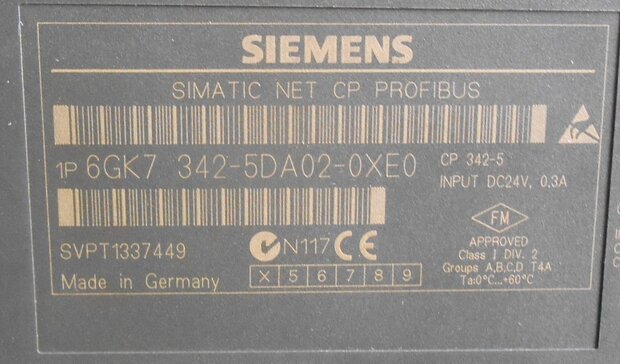 SIEMENS
SIMATIC NET CP PROFIBUS
1P 6GK7 342-5DA02-0XE0
CP 342-5
INPUT DC24V, 0.3A
SVPT1337449
N117 CE
FM
APPROVED
Class I DIV. 2
Groups A,B,C,D T4A
Ta:0°C...+60°C
Made in Germany
X 5 6 7 8 9